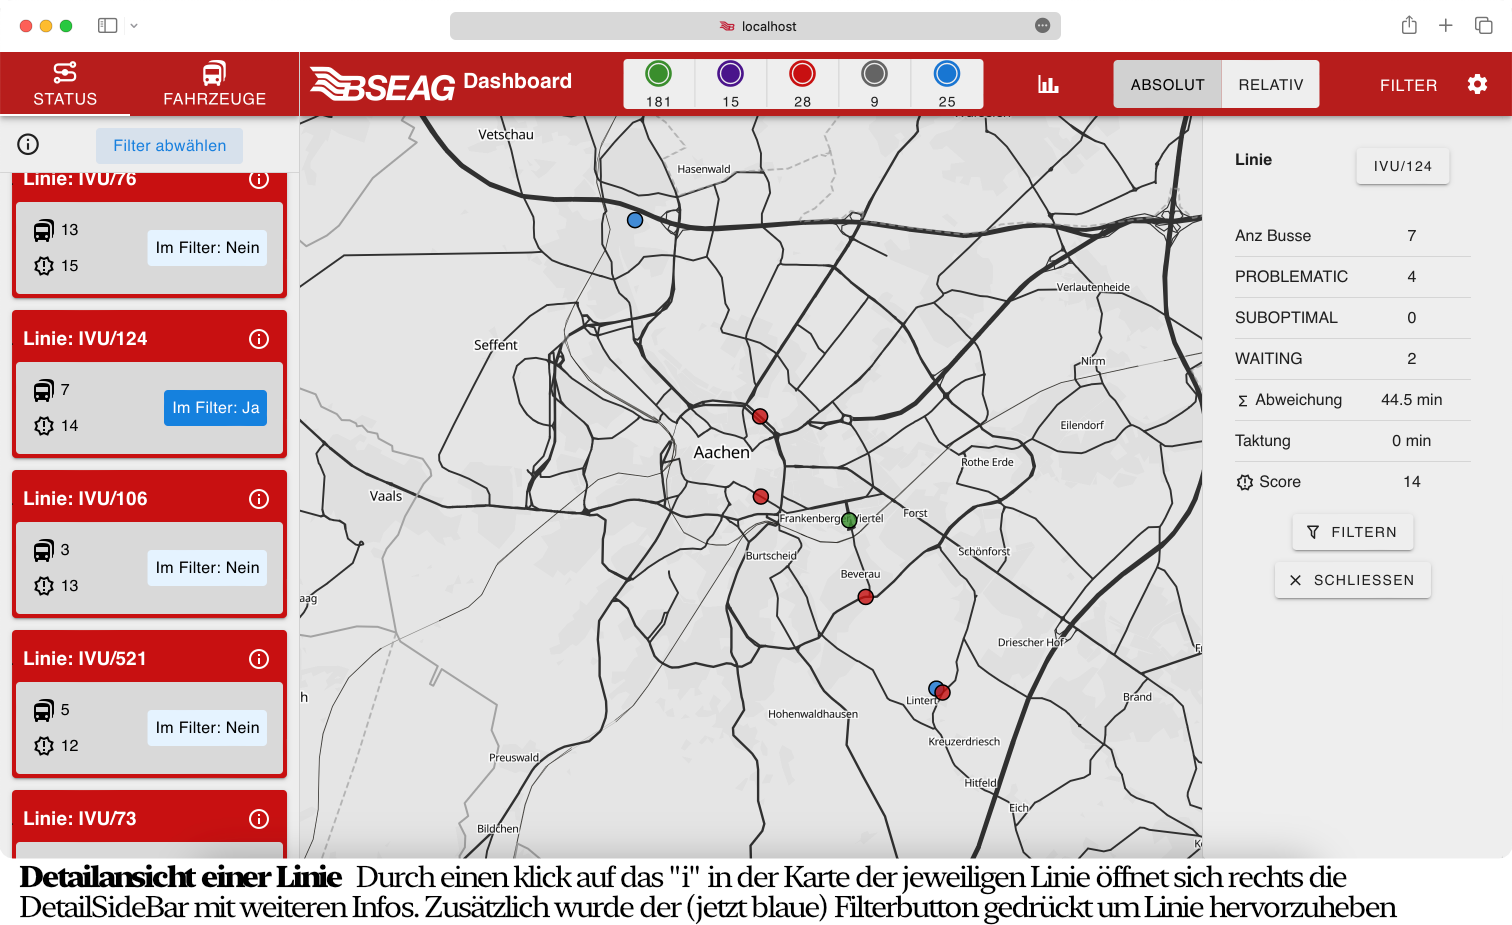 localhost
STATUS
FAHRZEUGE
BSEAG Dashboard
181
15
28
9
25
ABSOLUT
RELATIV
FILTER
Filter abwählen
Linie: IVU/76
13
15
Im Filter: Nein
Linie: IVU/124
7
14
Im Filter: Ja
Linie: IVU/106
3
13
Im Filter: Nein
Linie: IVU/521
5
12
Im Filter: Nein
Linie: IVU/73
Vetschau
Hasenwald
Verlautenheide
Seffent
Nirm
Eilendorf
Aachen
Rothe Erde
Vaals
Frankenberger Viertel
Forst
Burtscheid
Schönforst
Beverau
aag
Driescher Hof
h
Lintert
Brand
Hohenwaldhausen
Kreuzerdriesch
Preuswald
Hitfeld
Eich
Bildchen
Linie
IVU/124
Anz Busse 7
PROBLEMATIC 4
SUBOPTIMAL 0
WAITING 2
Σ Abweichung 44.5 min
Taktung 0 min
Score 14
FILTERN
SCHLIESSEN
Detailansicht einer Linie Durch einen klick auf das "i" in der Karte der jeweiligen Linie öffnet sich rechts die
DetailSideBar mit weiteren Infos. Zusätzlich wurde der (jetzt blaue) Filterbutton gedrückt um Linie hervorzuheben